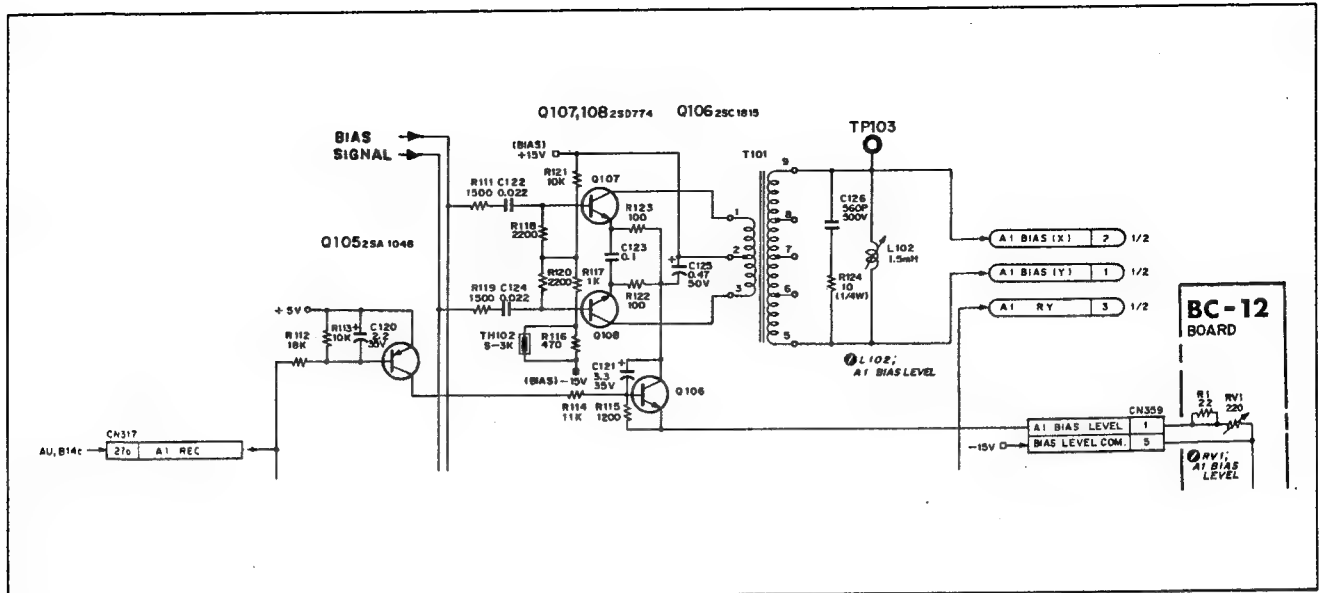 Q107,108 2SD774 Q106 2SC1815
TP103
BIAS
SIGNAL
(BIAS)
+15V
R121
10K
Q107
T101
9
R111 C122
1500 0.022
R123
100
C126
560P
500V
R118
2200
1
8
Q105 2SA1048
C123
0.1
L102
1.5mH
A1 BIAS (X) 2 1/2
2
7
C125
0.47
50V
R120
2200
R117
1K
R119 C124
1500 0.022
R122
100
R124
10
(1/4W)
A1 BIAS (Y) 1 1/2
3
6
A1 RY 3 1/2
BC-12
BOARD
+5V
R113
10K
C120
2.2
35V
R112
18K
Q108
TH102
S-3K
R116
470
5
L102;
A1 BIAS LEVEL
C121
3.3
35V
(BIAS) -15V
Q106
R114
11K
R115
1200
R1
22
RV1
220
CN359
A1 BIAS LEVEL 1
-15V
BIAS LEVEL COM. 5
RV1;
A1 BIAS
LEVEL
CN317
AU, B14c
A1 REC